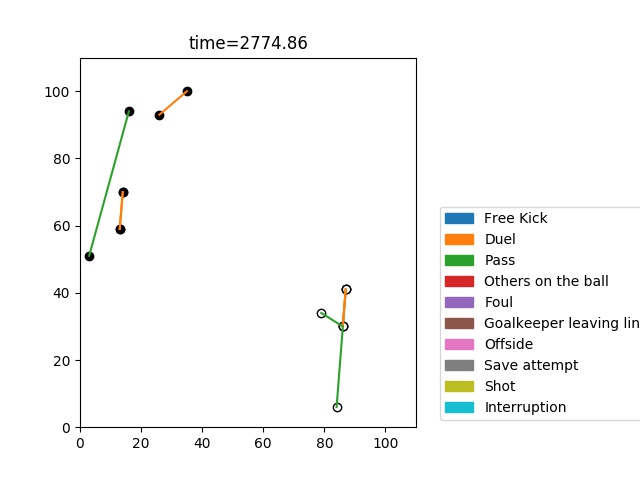 time=2774.86
100
80
60
40
20
0
0 20 40 60 80 100
Free Kick
Duel
Pass
Others on the ball
Foul
Goalkeeper leaving lin
Offside
Save attempt
Shot
Interruption